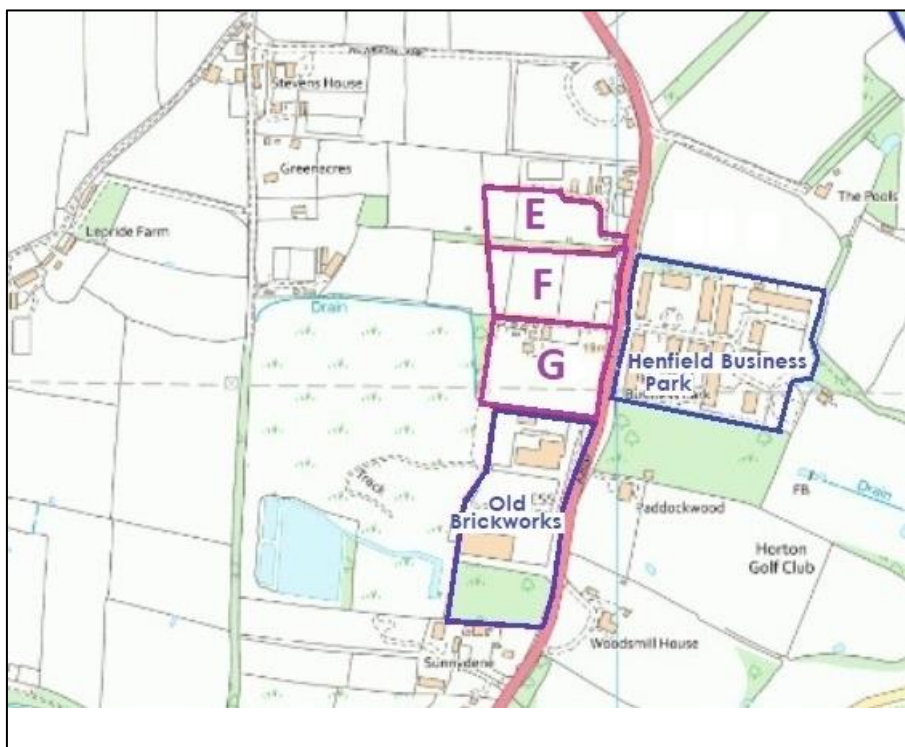 Stevens House
Greenacres
E
The Pools
Lepride Farm
F
Drain
G
Henfield Business
Park
Track
Old
Brickworks
ESS
Paddockwood
FB
Drain
Horton
Golf Club
Woodsmill House
Sunnydene